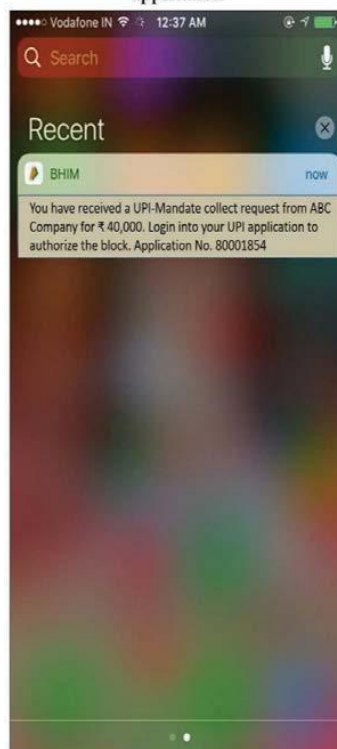 Vodafone IN 12:37 AM
Search
Recent
BHIM now
You have received a UPI-Mandate collect request from ABC
Company for ₹ 40,000. Login into your UPI application to
authorize the block. Application No. 80001854